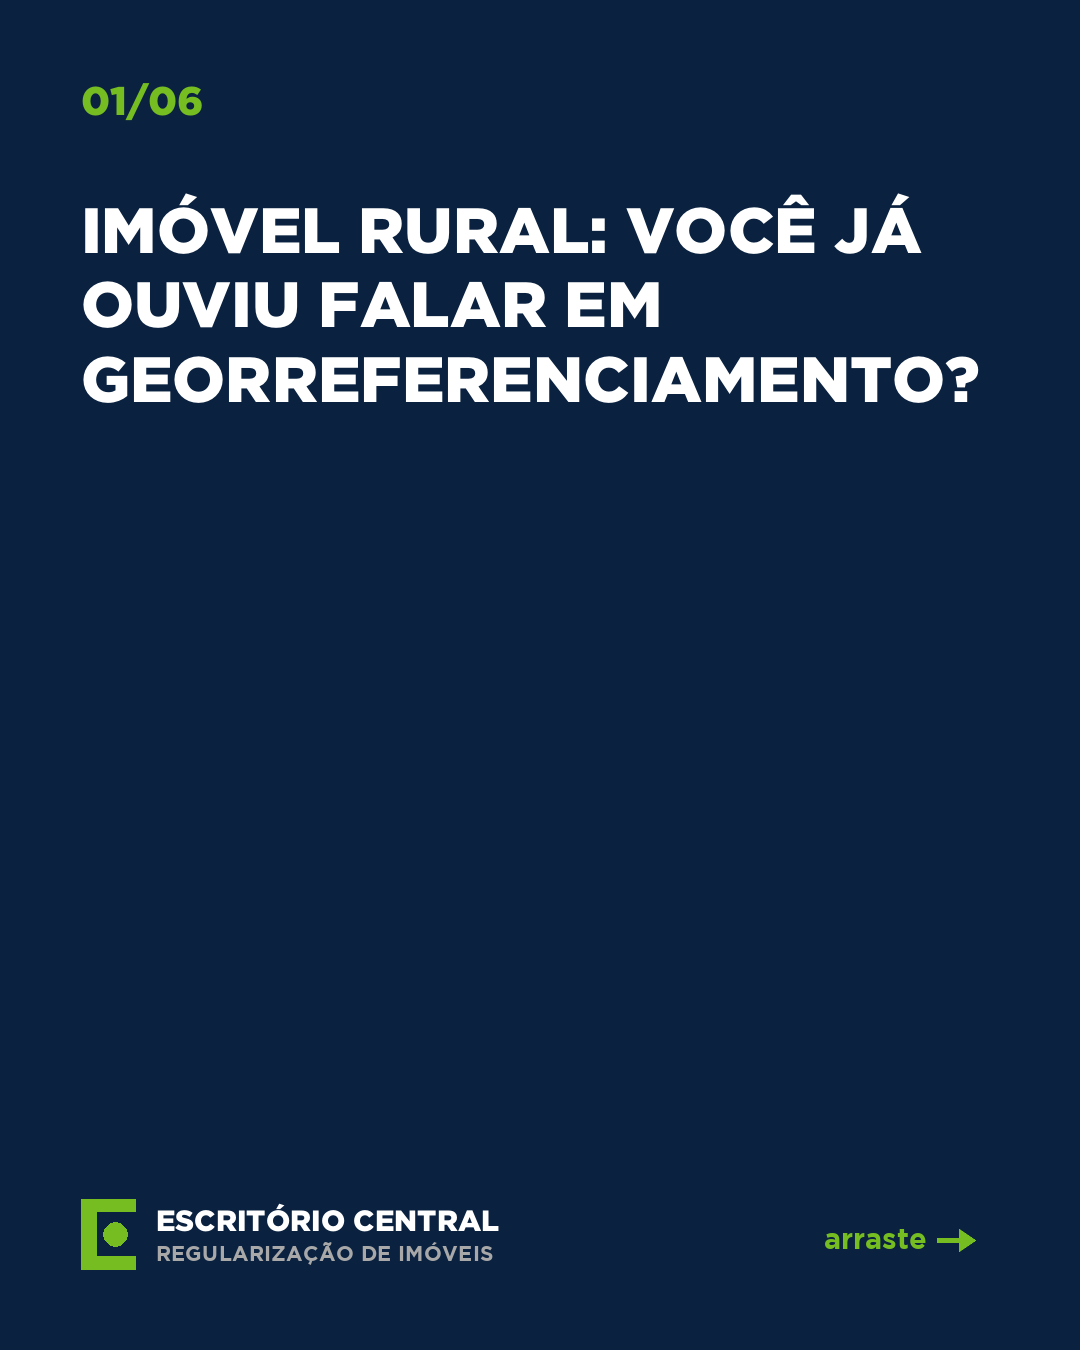 01/06
IMÓVEL RURAL: VOCÊ JÁ
OUVIU FALAR EM
GEORREFERENCIAMENTO?
ESCRITÓRIO CENTRAL
REGULARIZAÇÃO DE IMÓVEIS
arraste